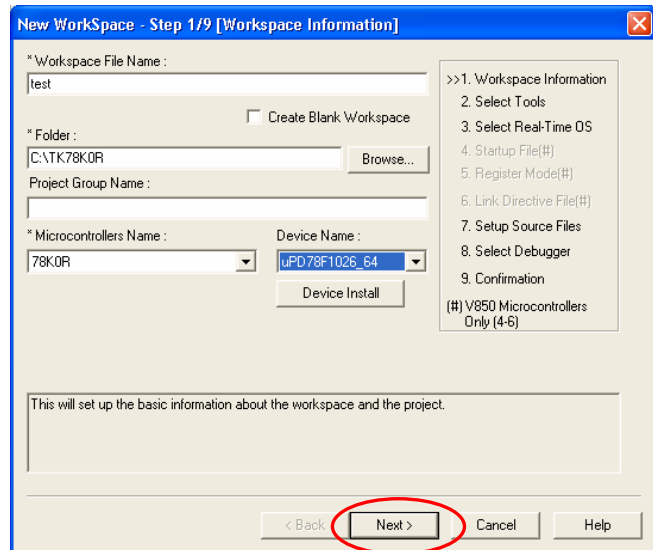 New WorkSpace - Step 1/9 [Workspace Information]
* Workspace File Name :
test
Create Blank Workspace
* Folder :
C:\TK78K0R
Browse...
Project Group Name :
* Microcontrollers Name :
Device Name :
78K0R
uPD78F1026_64
Device Install
>>1. Workspace Information
2. Select Tools
3. Select Real-Time OS
4. Startup File(#)
5. Register Mode(#)
6. Link Directive File(#)
7. Setup Source Files
8. Select Debugger
9. Confirmation
(#) V850 Microcontrollers
Only (4-6)
This will set up the basic information about the workspace and the project.
< Back
Next >
Cancel
Help